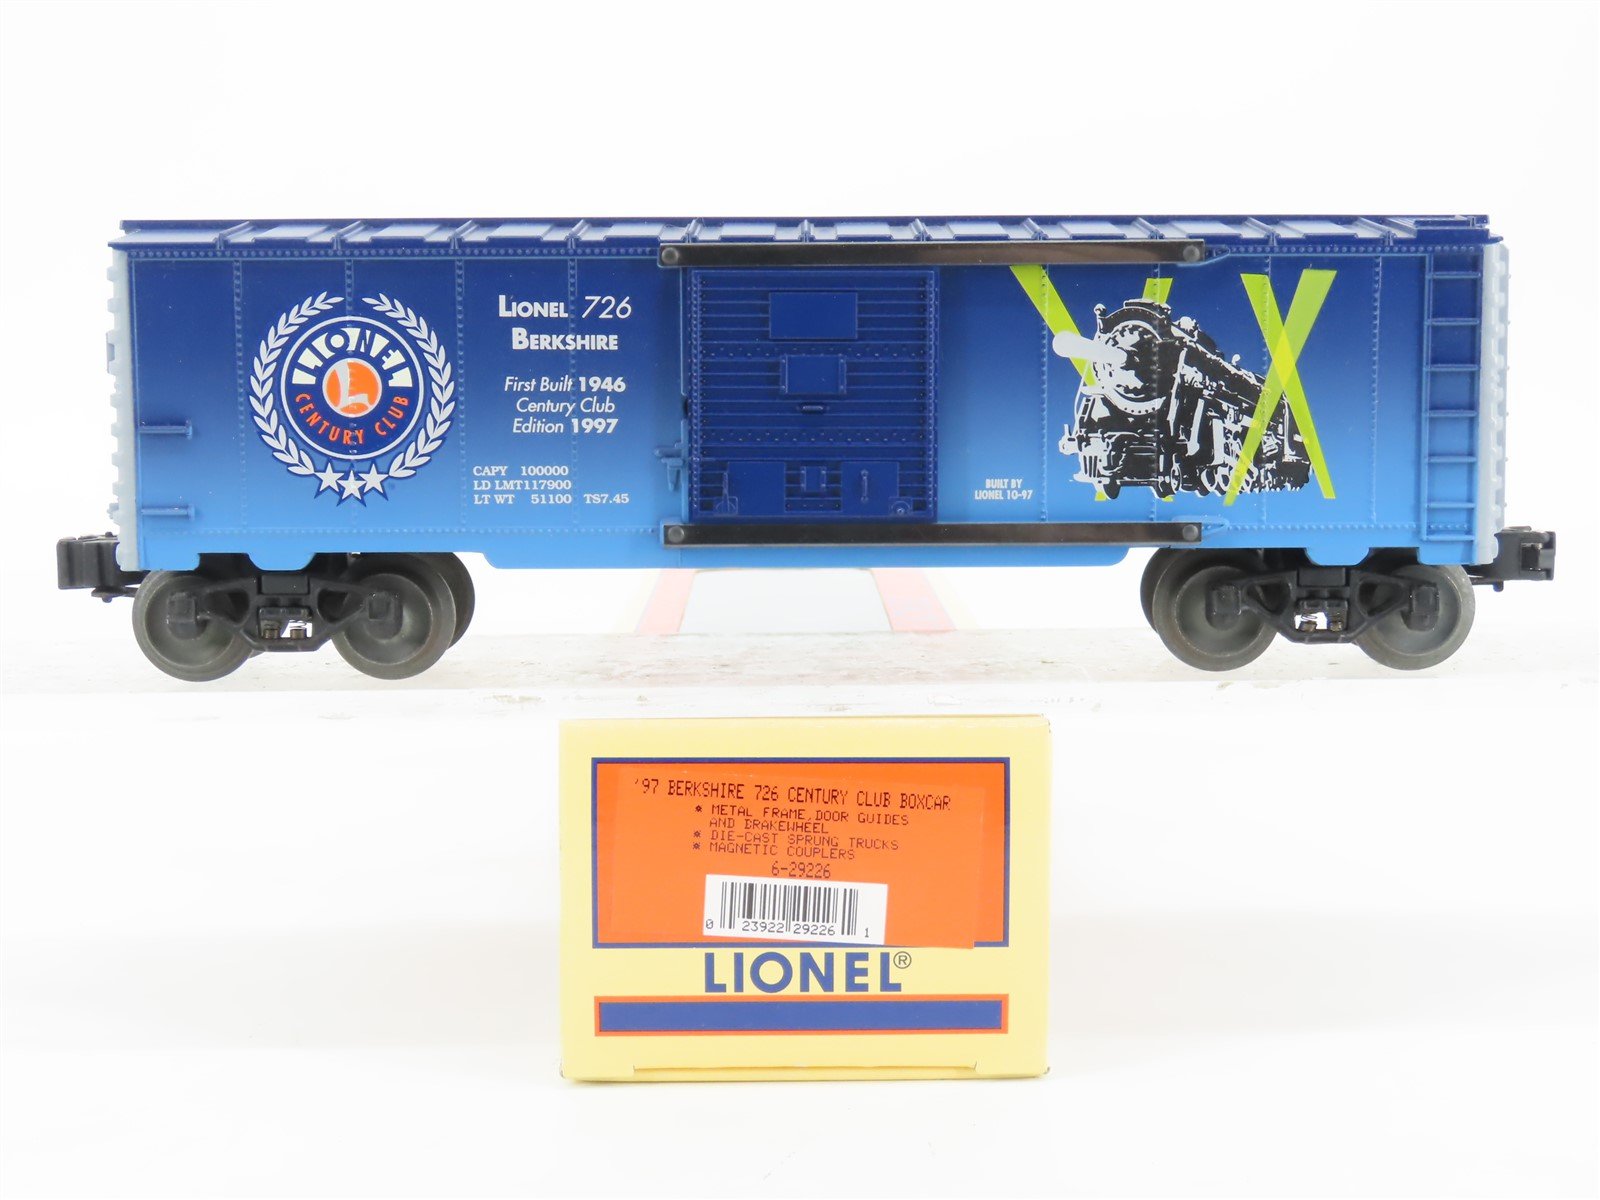 LIONEL
L
CENTURY CLUB
LIONEL 726
BERKSHIRE
First Built 1946
Century Club
Edition 1997
CAPY 100000
LD LMT117900
LT WT 51100 TS7.45
BUILT BY
LIONEL 10-97
'97 BERKSHIRE 726 CENTURY CLUB BOXCAR
* METAL FRAME,DOOR GUIDES
AND BRAKEWHEEL
* DIE-CAST SPRUNG TRUCKS
* MAGNETIC COUPLERS
6-29226
0 23922 29226 1
LIONEL®